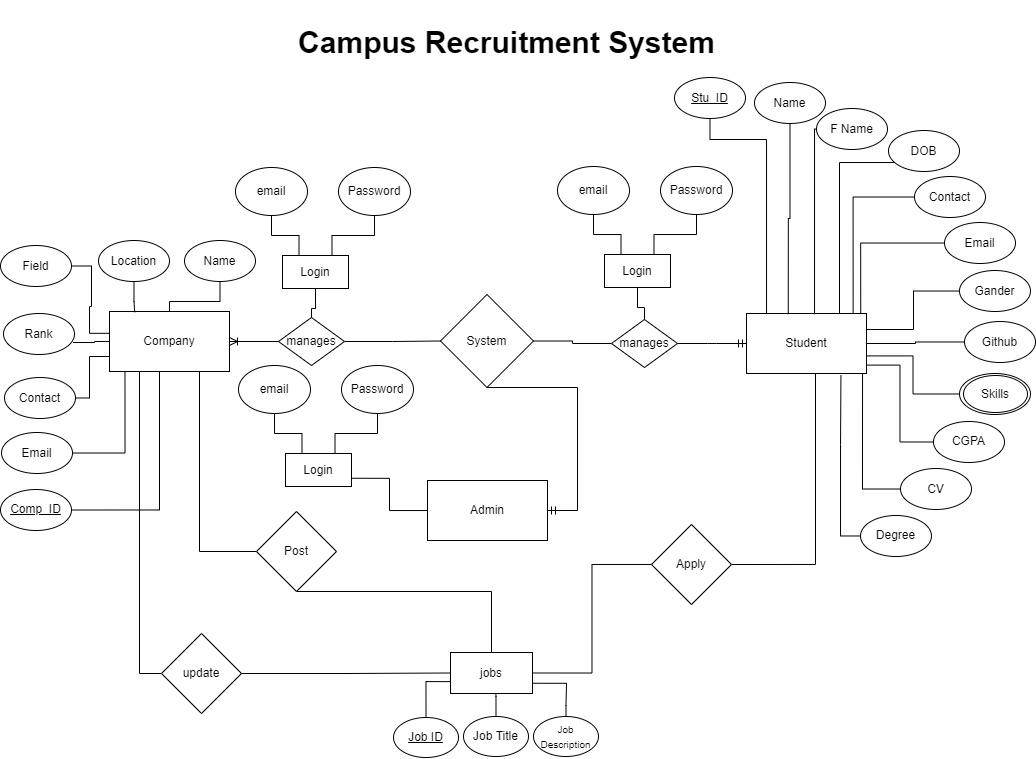 Campus Recruitment System
Stu_ID
Name
F Name
DOB
Contact
Email
Gander
Github
Skills
CGPA
CV
Degree
email
Password
Login
email
Password
Login
Field
Location
Name
Rank
Contact
Email
Comp_ID
Company
manages
System
manages
Student
email
Password
Login
Admin
Post
Apply
update
jobs
Job ID
Job Title
Job
Description